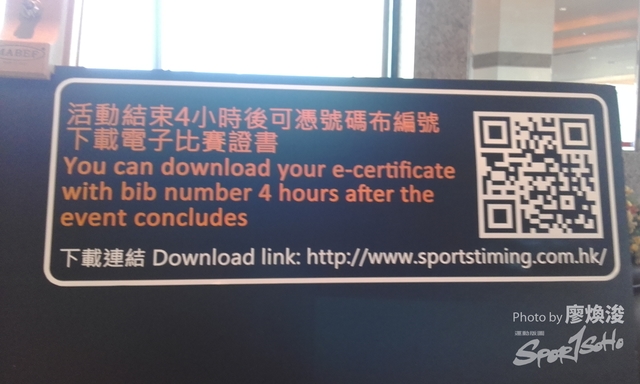 活動結束4小時後可憑號碼布編號
下載電子比賽證書
You can download your e-certificate
with bib number 4 hours after the
event concludes
下載連結 Download link: http://www.sportstiming.com.hk/
Photo by 廖煥浚
運動版圖
SPORTSOHO